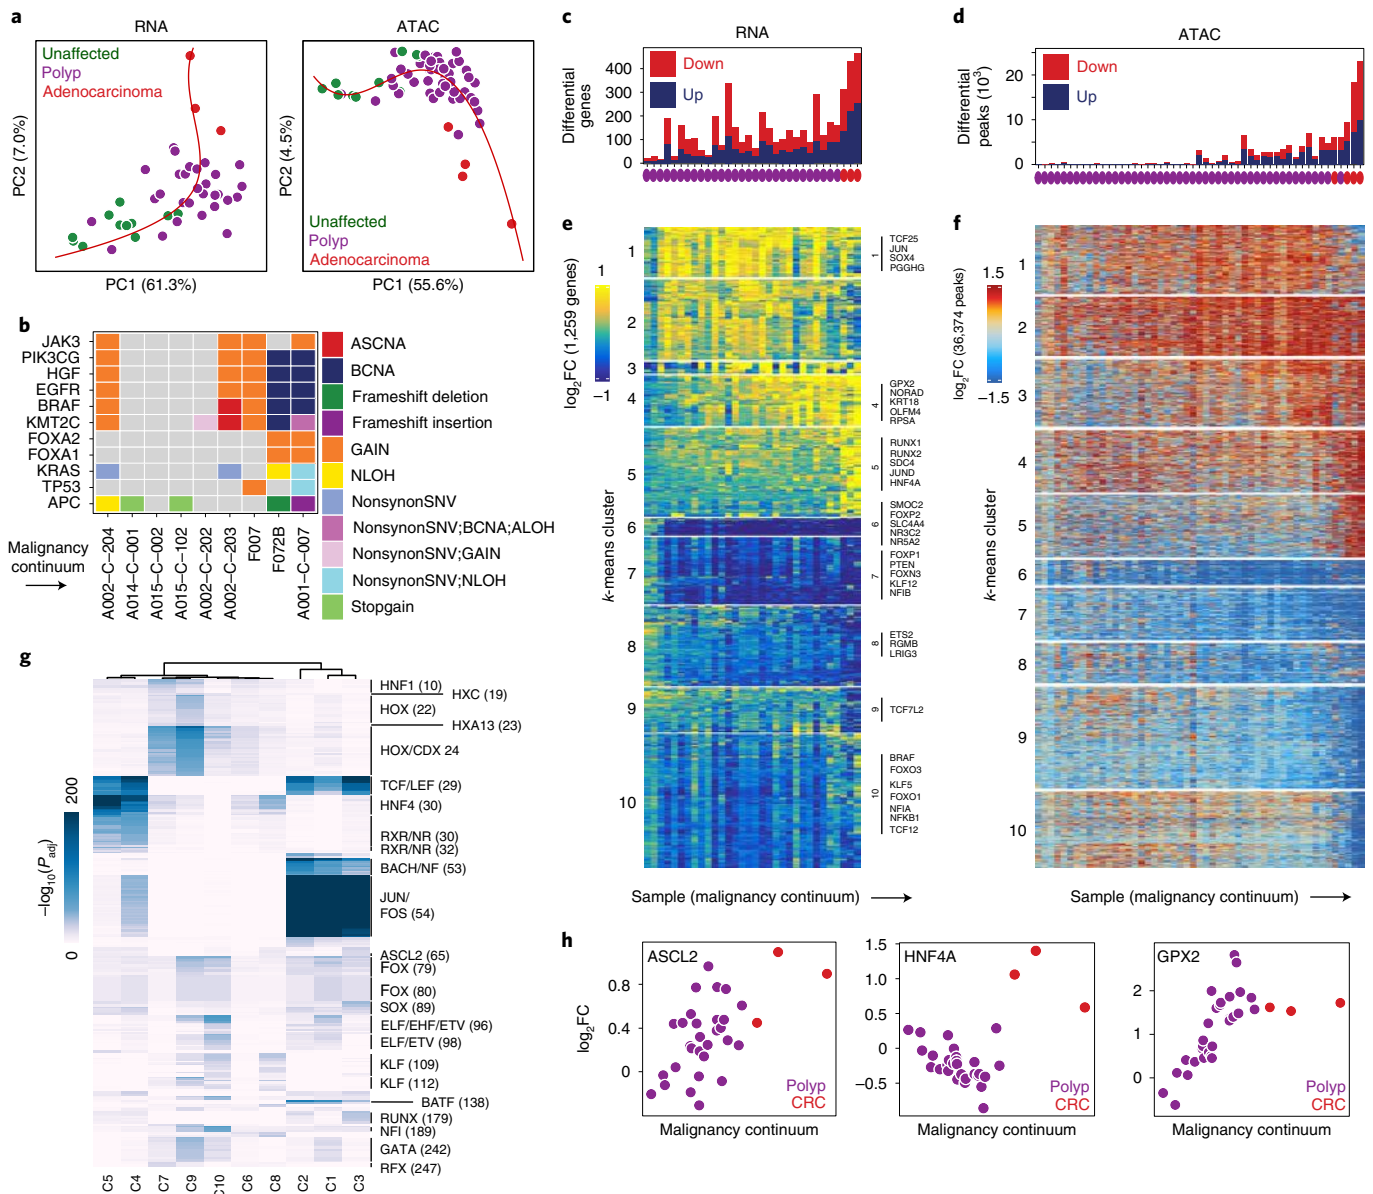 a
RNA
Unaffected
Polyp
Adenocarcinoma
PC2 (7.0%)
PC1 (61.3%)
ATAC
PC2 (4.5%)
Unaffected
Polyp
Adenocarcinoma
PC1 (55.6%)
b
JAK3
PIK3CG
HGF
EGFR
BRAF
KMT2C
FOXA2
FOXA1
KRAS
TP53
APC
Malignancy
continuum
A002-C-204
A014-C-001
A015-C-002
A015-C-102
A002-C-202
A002-C-203
F007
F072B
A001-C-007
ASCNA
BCNA
Frameshift deletion
Frameshift insertion
GAIN
NLOH
NonsynonSNV
NonsynonSNV;BCNA;ALOH
NonsynonSNV;GAIN
NonsynonSNV;NLOH
Stopgain
c
RNA
Differential
genes
400
300
200
100
0
Down
Up
d
ATAC
Differential
peaks (10³)
20
10
0
Down
Up
e
log₂FC (1,259 genes)
1
−1
k-means cluster
1
2
3
4
5
6
7
8
9
10
1
TCF25
JUN
SOX4
PGGHG
4
GPX2
NORAD
KRT18
OLFM4
RPSA
5
RUNX1
RUNX2
SDC4
JUND
HNF4A
6
SMOC2
FOXP2
SLC4A4
NR3C2
NR5A2
7
FOXP1
PTEN
FOXN3
KLF12
NFIB
8
ETS2
RGMB
LRIG3
9
TCF7L2
10
BRAF
FOXO3
KLF5
FOXO1
NFIA
NFKB1
TCF12
Sample (malignancy continuum)
f
log₂FC (36,374 peaks)
1.5
−1.5
k-means cluster
1
2
3
4
5
6
7
8
9
10
Sample (malignancy continuum)
g
−log₁₀(P adj)
200
0
HNF1 (10)
HXC (19)
HOX (22)
HXA13 (23)
HOX/CDX 24
TCF/LEF (29)
HNF4 (30)
RXR/NR (30)
RXR/NR (32)
BACH/NF (53)
JUN/
FOS (54)
ASCL2 (65)
FOX (79)
FOX (80)
SOX (89)
ELF/EHF/ETV (96)
ELF/ETV (98)
KLF (109)
KLF (112)
BATF (138)
RUNX (179)
NFI (189)
GATA (242)
RFX (247)
C5
C4
C7
C9
C10
C6
C8
C2
C1
C3
h
log₂FC
ASCL2
0.8
0.4
0
Polyp
CRC
Malignancy continuum
HNF4A
1.5
1.0
0.5
0
−0.5
Polyp
CRC
Malignancy continuum
GPX2
2
1
0
Polyp
CRC
Malignancy continuum